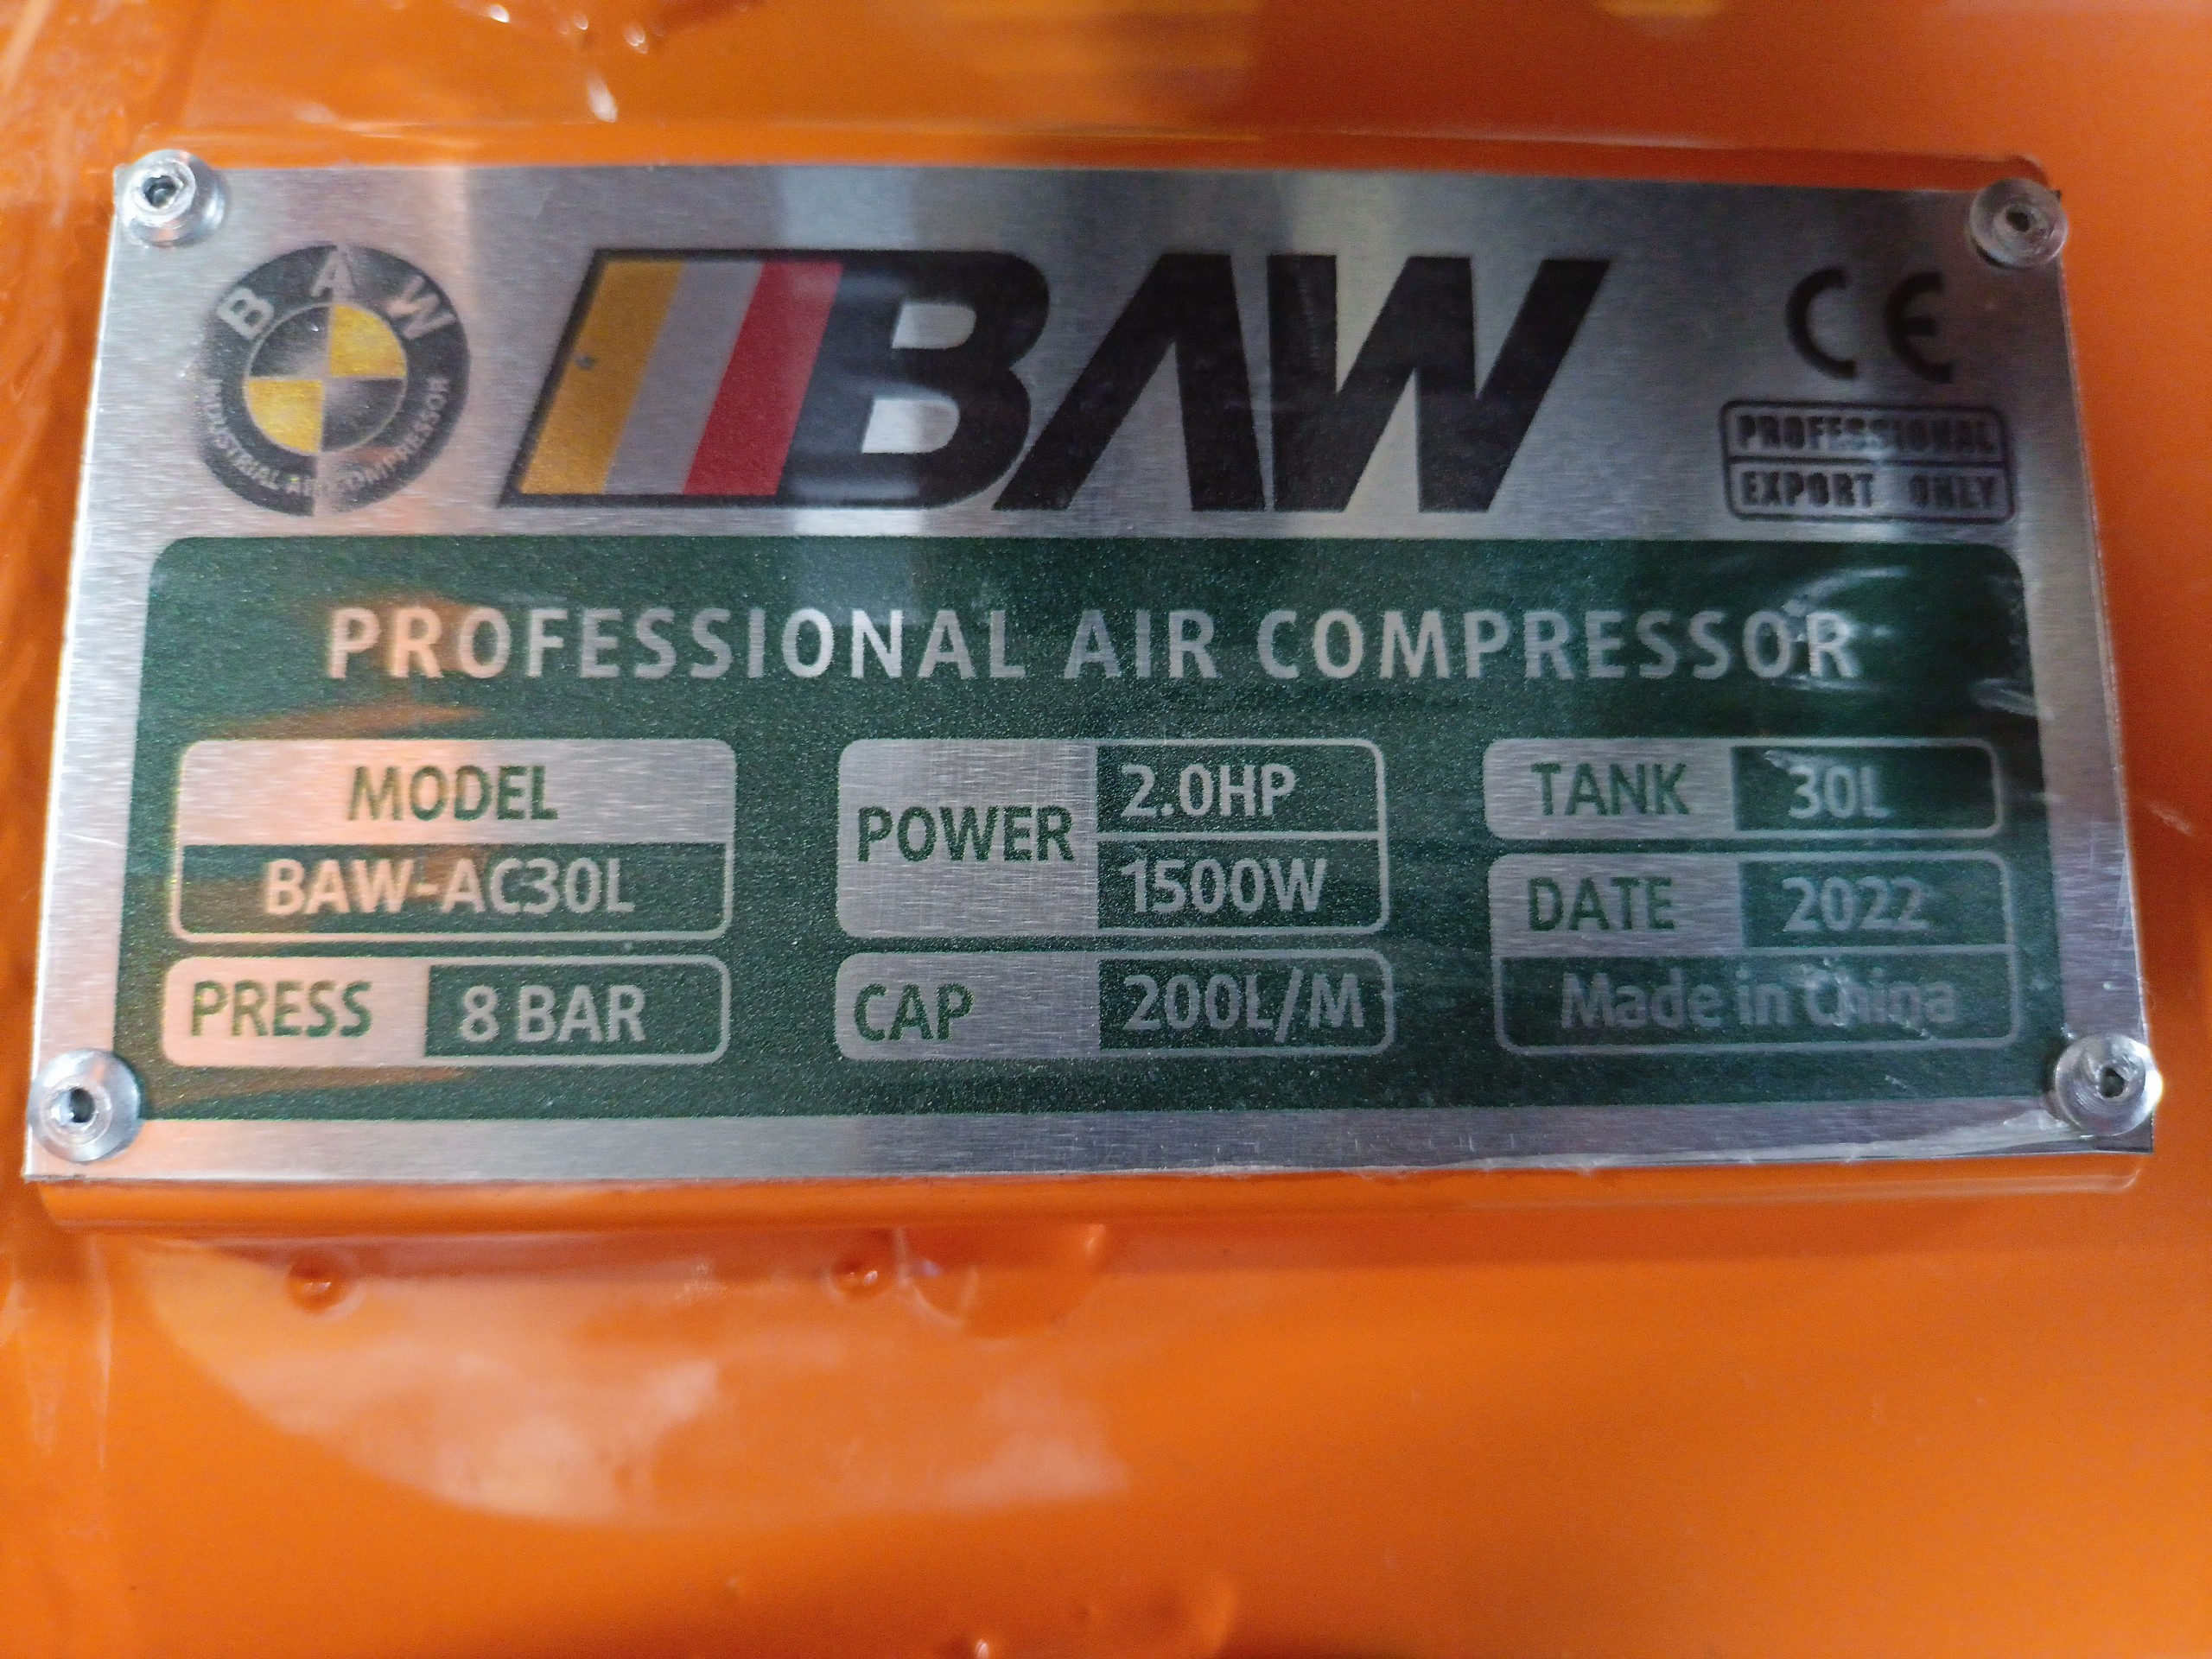 BAW
INDUSTRIAL AIR COMPRESSOR
BAW
CE
PROFESSIONAL
EXPORT ONLY
PROFESSIONAL AIR COMPRESSOR
MODEL
BAW-AC30L
PRESS 8 BAR
POWER 2.0HP
1500W
CAP 200L/M
TANK 30L
DATE 2022
Made in China